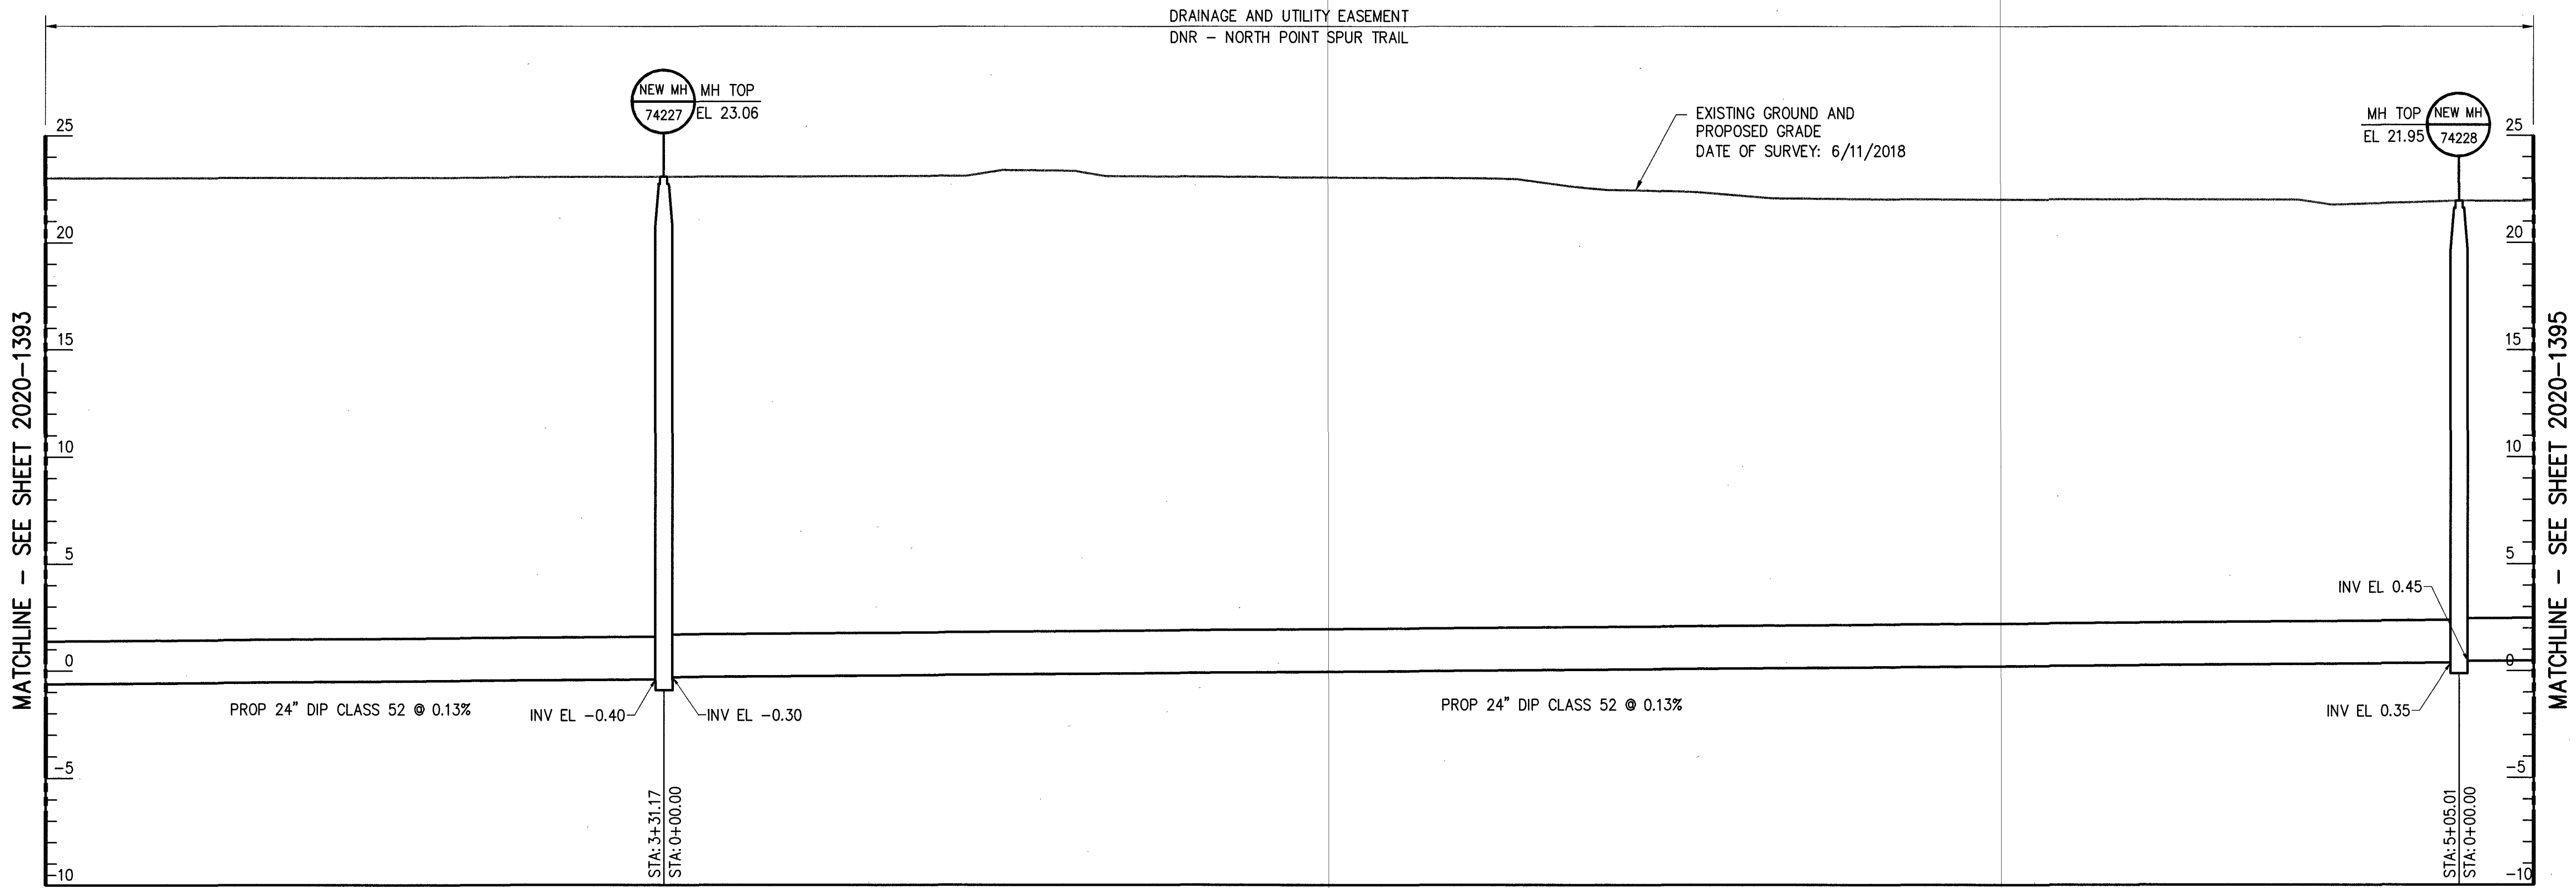 DRAINAGE AND UTILITY EASEMENT
DNR - NORTH POINT SPUR TRAIL
NEW MH
74227
MH TOP
EL 23.06
EXISTING GROUND AND
PROPOSED GRADE
DATE OF SURVEY: 6/11/2018
MH TOP
EL 21.95
NEW MH
74228
25
20
15
10
5
0
-5
-10
25
20
15
10
5
0
-5
-10
MATCHLINE - SEE SHEET 2020-1393
MATCHLINE - SEE SHEET 2020-1395
PROP 24" DIP CLASS 52 @ 0.13%
INV EL -0.40
INV EL -0.30
PROP 24" DIP CLASS 52 @ 0.13%
INV EL 0.45
INV EL 0.35
STA: 3+31.17
STA: 0+00.00
STA: 5+05.01
STA: 0+00.00